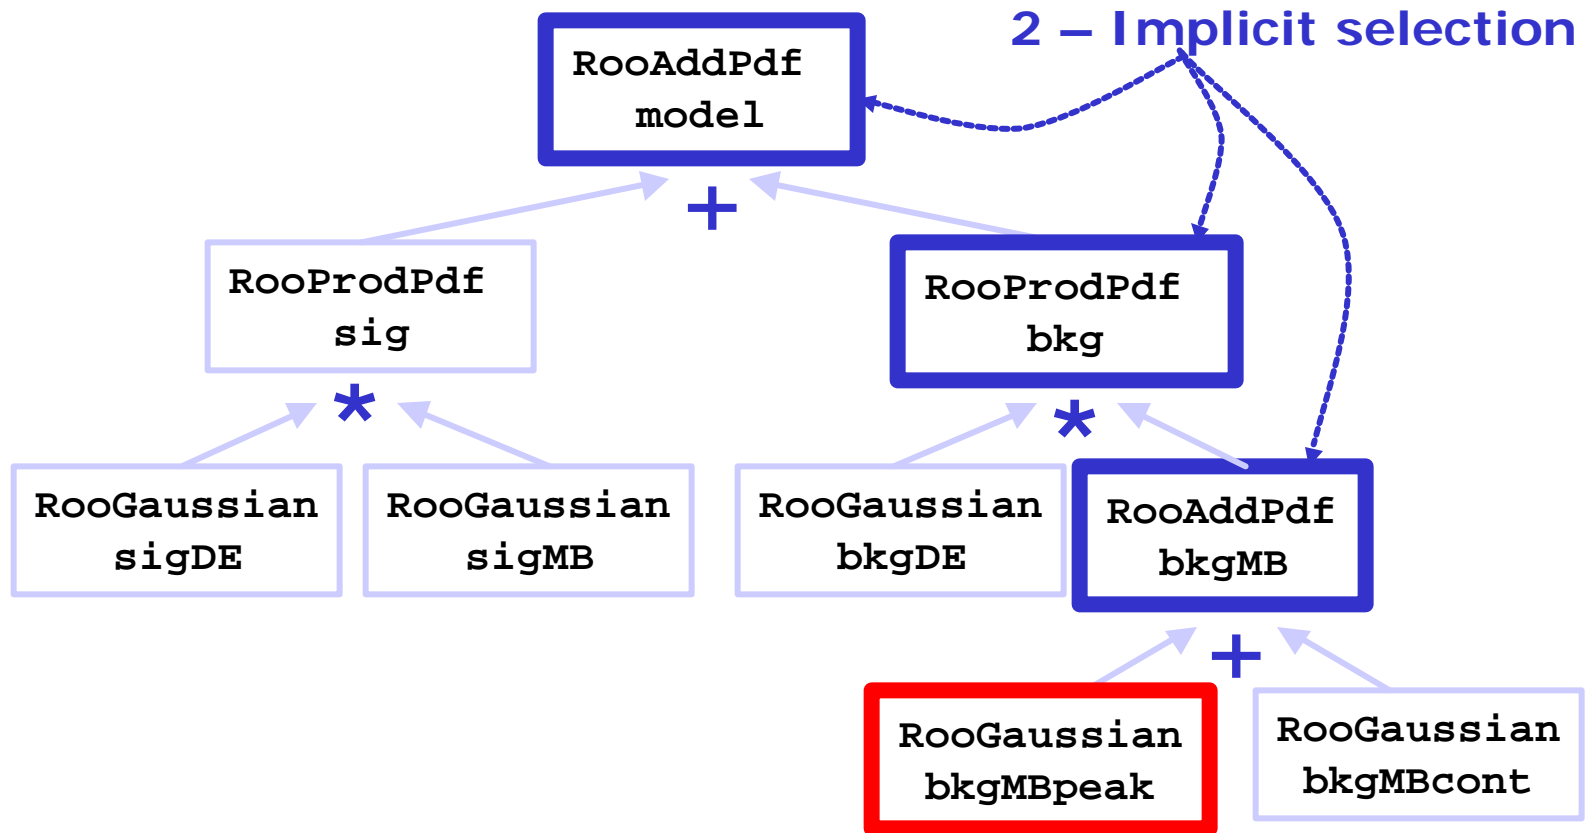 2 – Implicit selection
RooAddPdf
model
+
RooProdPdf
sig
RooProdPdf
bkg
*
*
RooGaussian
sigDE
RooGaussian
sigMB
RooGaussian
bkgDE
RooAddPdf
bkgMB
+
RooGaussian
bkgMBpeak
RooGaussian
bkgMBcont